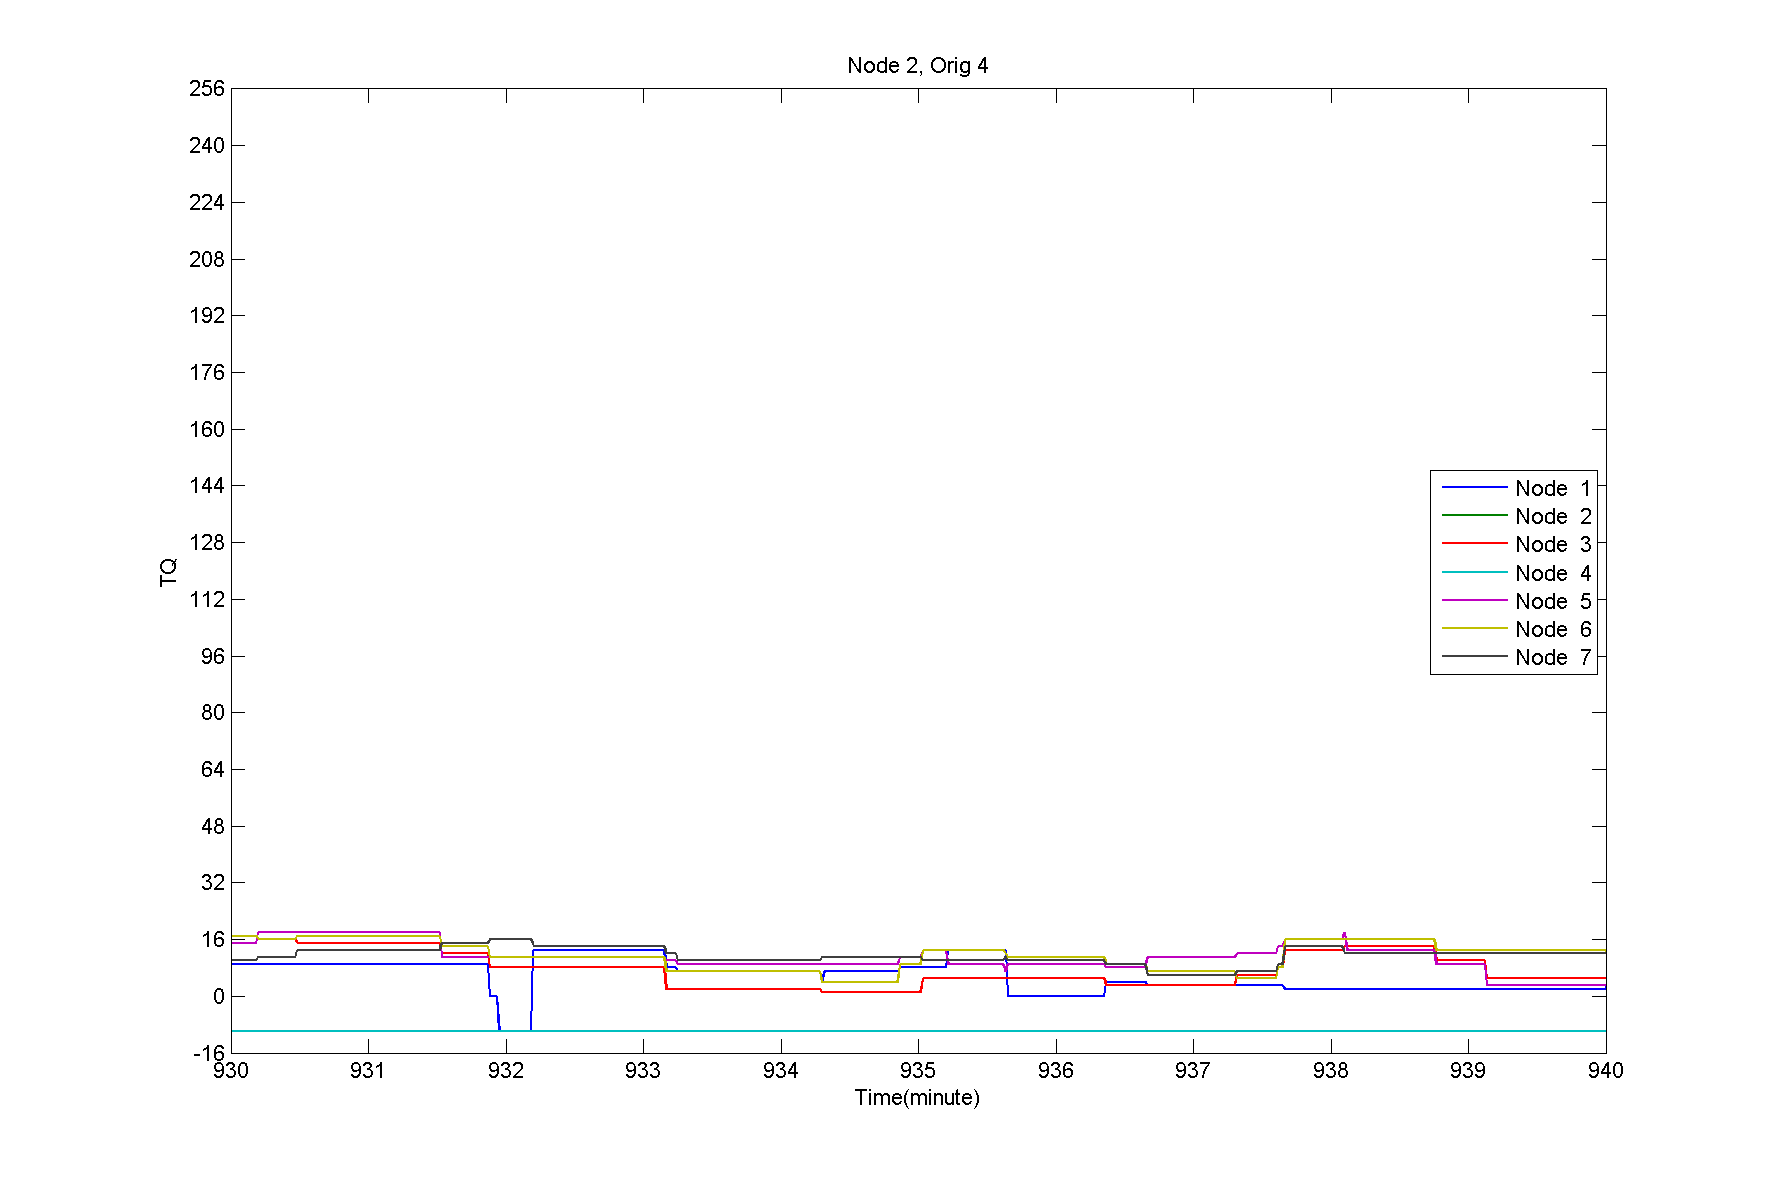 Node 2, Orig 4
256
240
224
208
192
176
160
144
128
112
96
80
64
48
32
16
0
-16
TQ
Node 1
Node 2
Node 3
Node 4
Node 5
Node 6
Node 7
930 931 932 933 934 935 936 937 938 939 940
Time(minute)